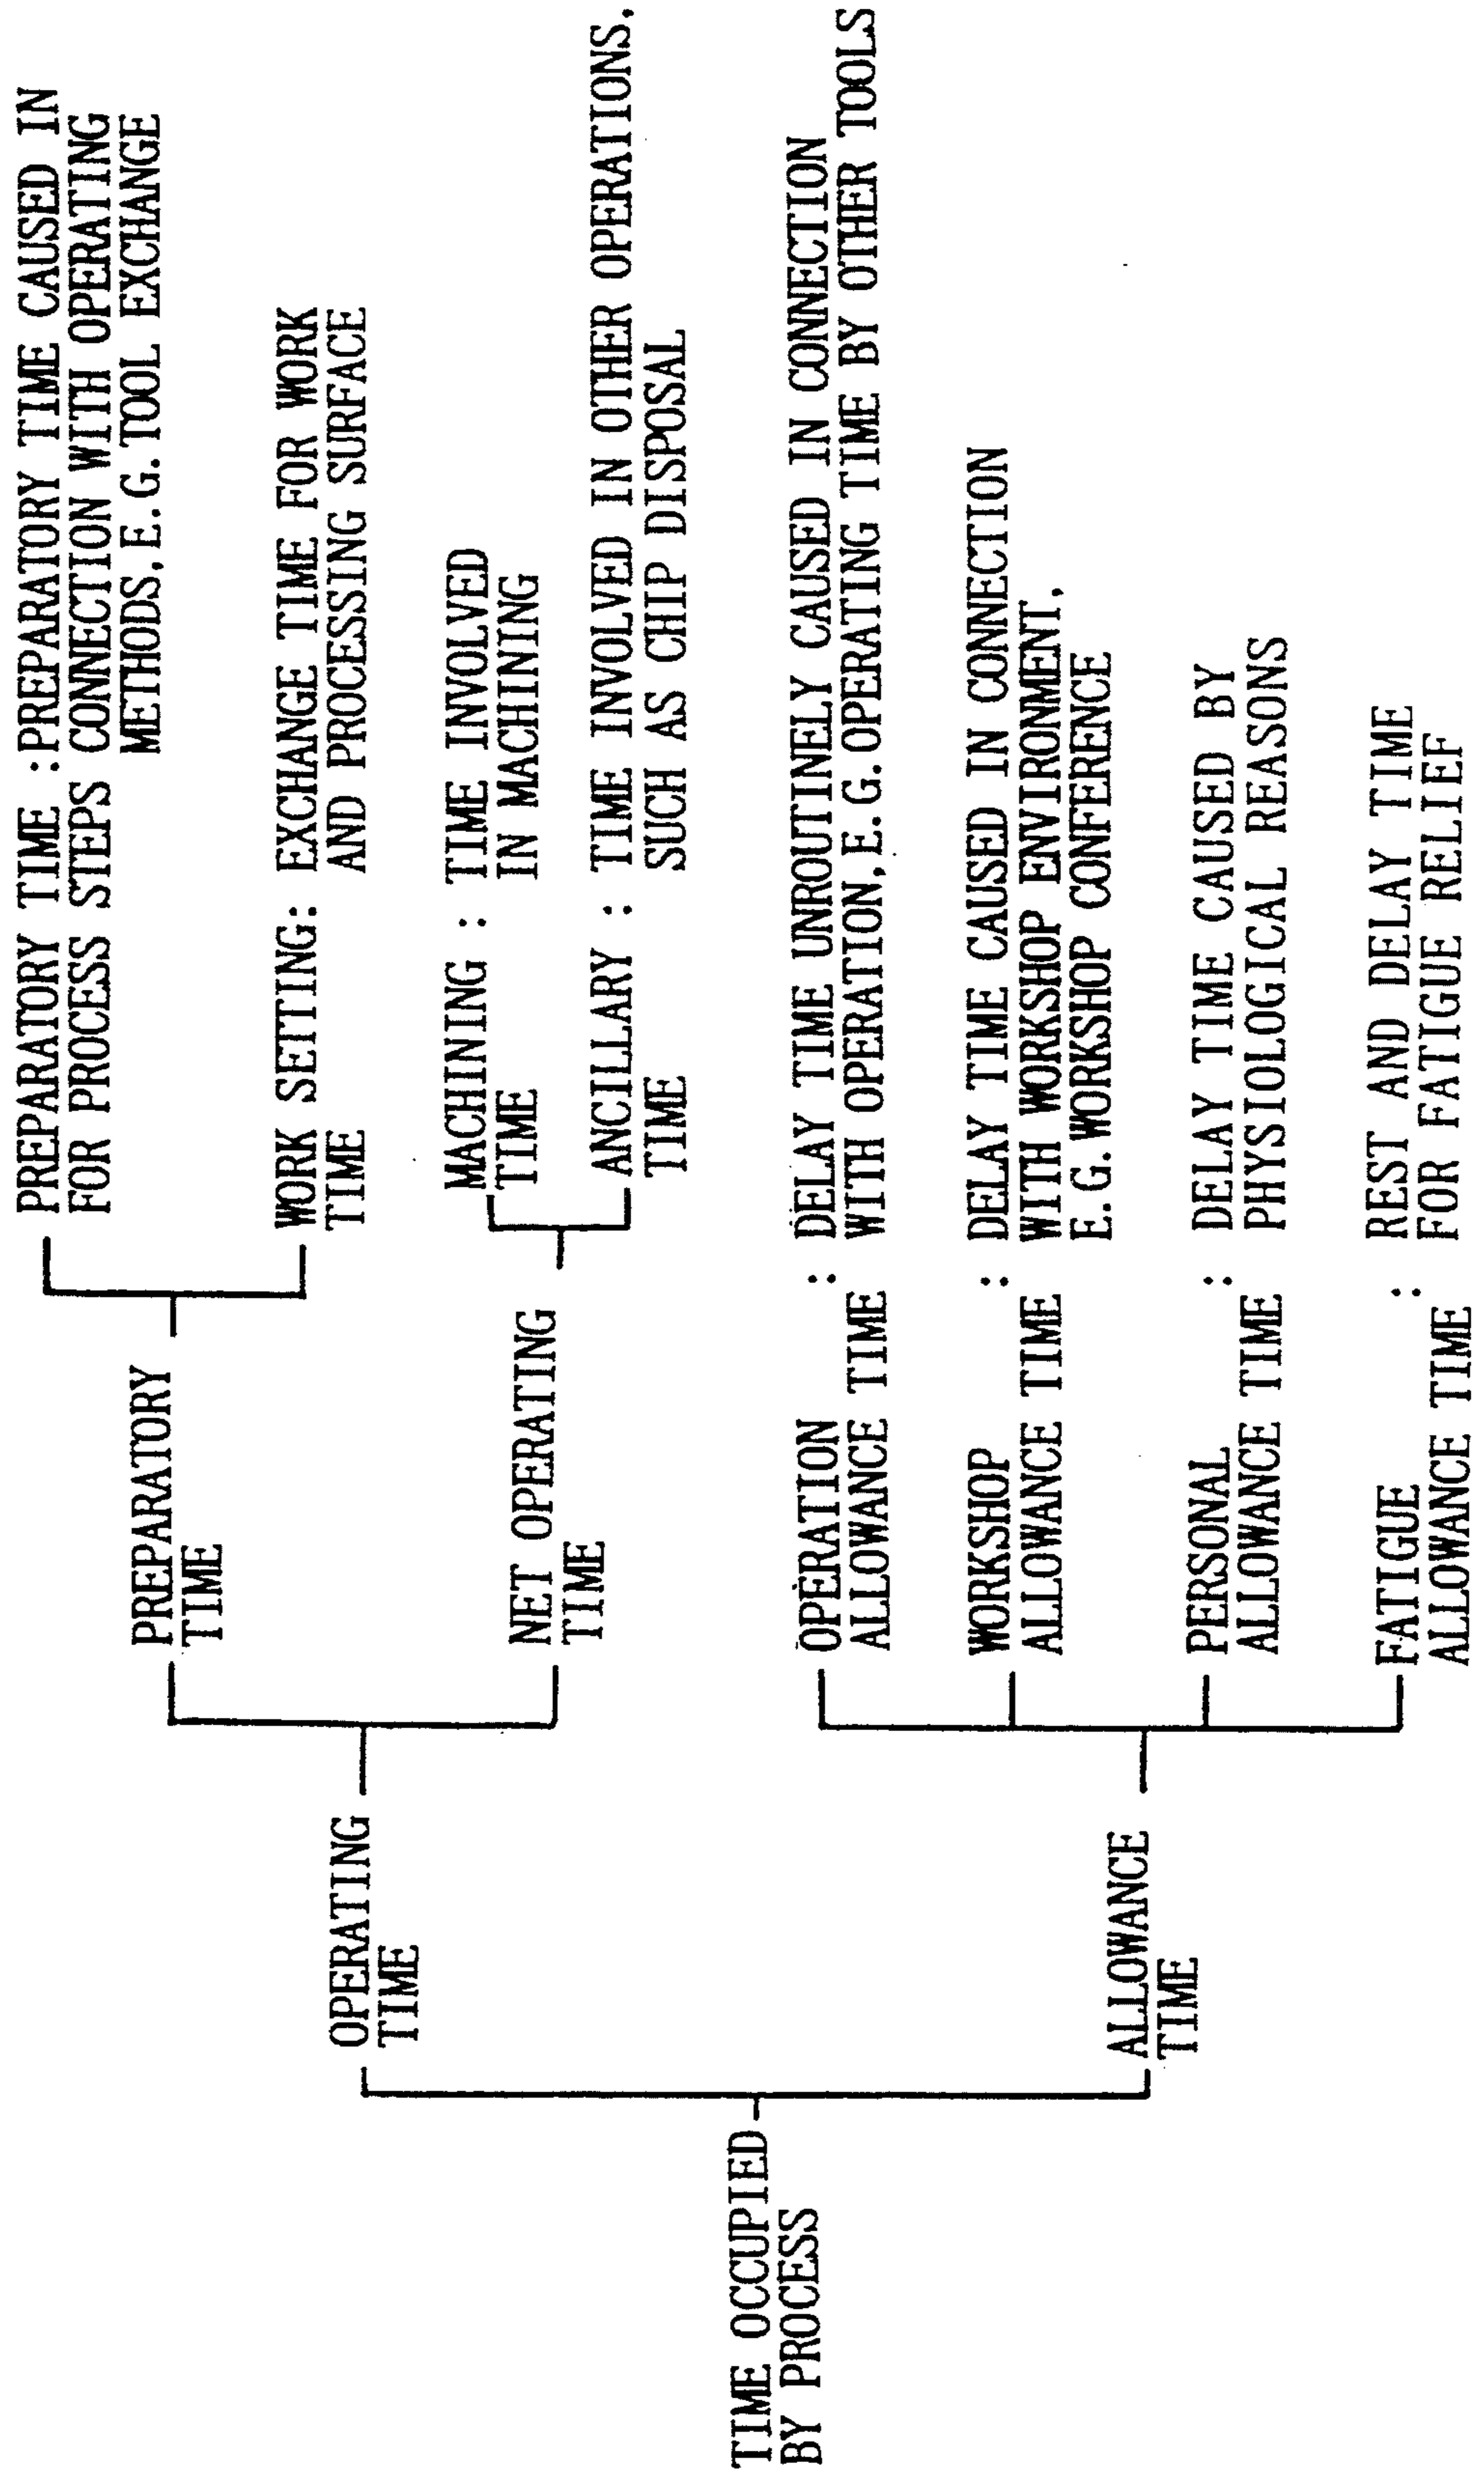 TIME OCCUPIED
BY PROCESS
OPERATING
TIME
PREPARATORY
TIME
PREPARATORY TIME :PREPARATORY TIME CAUSED IN
FOR PROCESS STEPS CONNECTION WITH OPERATING
METHODS,E.G.TOOL EXCHANGE
WORK SETTING: EXCHANGE TIME FOR WORK
TIME AND PROCESSING SURFACE
NET OPERATING
TIME
MACHINING : TIME INVOLVED
TIME IN MACHINING
ANCILLARY : TIME INVOLVED IN OTHER OPERATIONS,
TIME SUCH AS CHIP DISPOSAL
ALLOWANCE
TIME
OPERATION : DELAY TIME UNROUTINELY CAUSED IN CONNECTION
ALLOWANCE TIME WITH OPERATION,E.G.OPERATING TIME BY OTHER TOOLS
WORKSHOP : DELAY TIME CAUSED IN CONNECTION
ALLOWANCE TIME WITH WORKSHOP ENVIRONMENT,
E.G.WORKSHOP CONFERENCE
PERSONAL : DELAY TIME CAUSED BY
ALLOWANCE TIME PHYSIOLOGICAL REASONS
FATIGUE : REST AND DELAY TIME
ALLOWANCE TIME FOR FATIGUE RELIEF